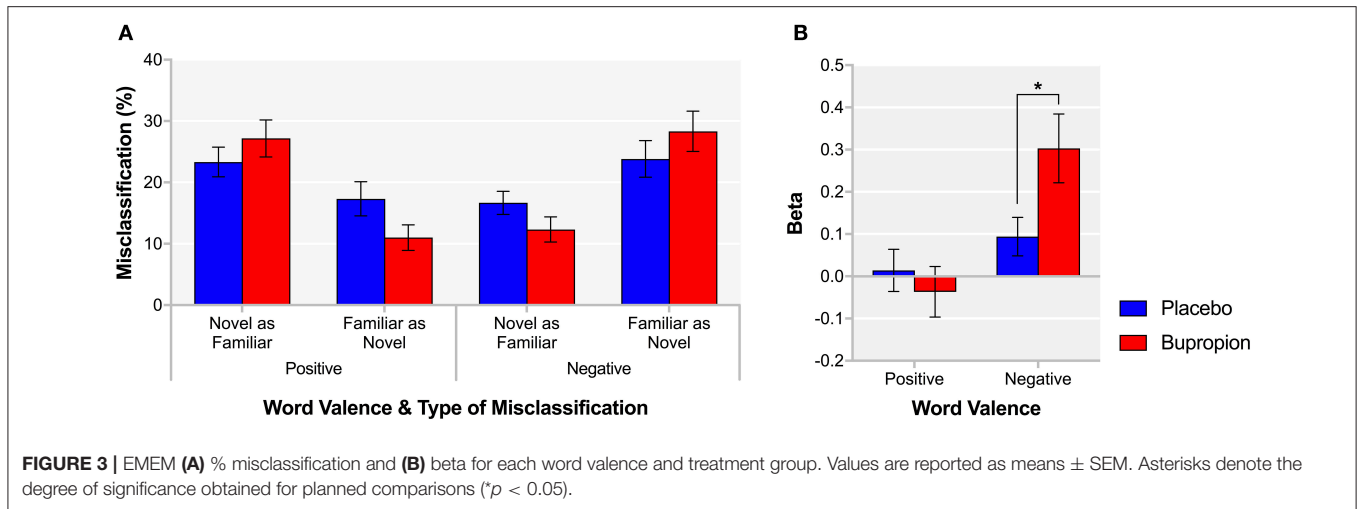 A
Misclassification (%)
40
30
20
10
0
Novel as
Familiar
Familiar as
Novel
Novel as
Familiar
Familiar as
Novel
Positive
Negative
Word Valence & Type of Misclassification
B
Beta
0.5
0.4
0.3
0.2
0.1
0.0
-0.1
-0.2
*
Positive
Negative
Word Valence
Placebo
Bupropion
FIGURE 3 | EMEM (A) % misclassification and (B) beta for each word valence and treatment group. Values are reported as means ± SEM. Asterisks denote the
degree of significance obtained for planned comparisons (*p < 0.05).